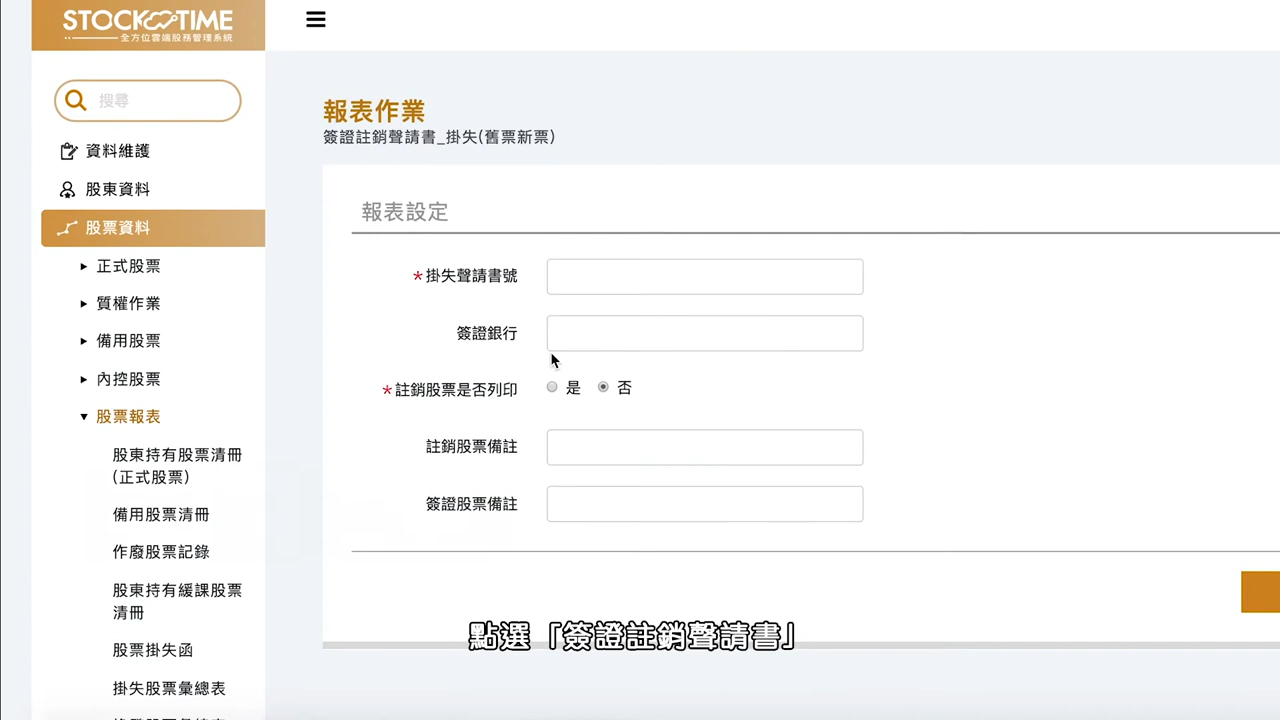 STOCK TIME
全方位雲端股務管理系統
搜尋
資料維護
股東資料
股票資料
正式股票
質權作業
備用股票
內控股票
股票報表
股東持有股票清冊
(正式股票)
備用股票清冊
作廢股票記錄
股東持有緩課股票
清冊
股票掛失函
掛失股票彙總表
報表作業
簽證註銷聲請書_掛失(舊票新票)
報表設定
*掛失聲請書號
簽證銀行
*註銷股票是否列印
是 否
註銷股票備註
簽證股票備註
點選「簽證註銷聲請書」